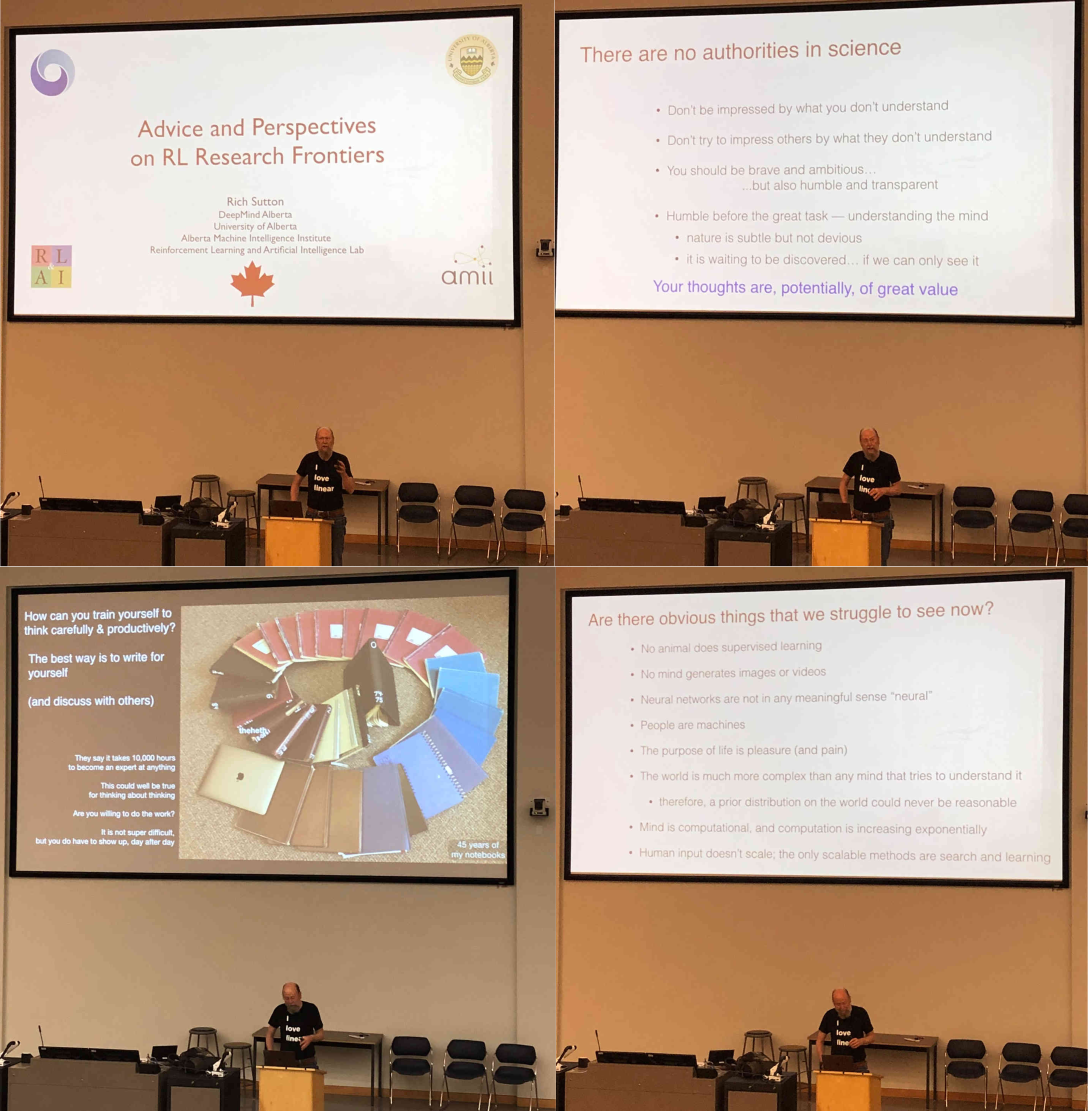 UNIVERSITY OF ALBERTA
Advice and Perspectives
on RL Research Frontiers
Rich Sutton
DeepMind Alberta
University of Alberta
Alberta Machine Intelligence Institute
Reinforcement Learning and Artificial Intelligence Lab
R L
&
A I
amii
I
love
linear
There are no authorities in science
• Don't be impressed by what you don't understand
• Don't try to impress others by what they don't understand
• You should be brave and ambitious…
…but also humble and transparent
• Humble before the great task — understanding the mind
• nature is subtle but not devious
• it is waiting to be discovered… if we can only see it
Your thoughts are, potentially, of great value
I
love
linear
How can you train yourself to
think carefully & productively?
The best way is to write for
yourself
(and discuss with others)
They say it takes 10,000 hours
to become an expert at anything
This could well be true
for thinking about thinking
Are you willing to do the work?
It is not super difficult,
but you do have to show up, day after day
theheth
45 years of
my notebooks
I
love
linear
Are there obvious things that we struggle to see now?
• No animal does supervised learning
• No mind generates images or videos
• Neural networks are not in any meaningful sense "neural"
• People are machines
• The purpose of life is pleasure (and pain)
• The world is much more complex than any mind that tries to understand it
• therefore, a prior distribution on the world could never be reasonable
• Mind is computational, and computation is increasing exponentially
• Human input doesn't scale; the only scalable methods are search and learning
I
love
linear